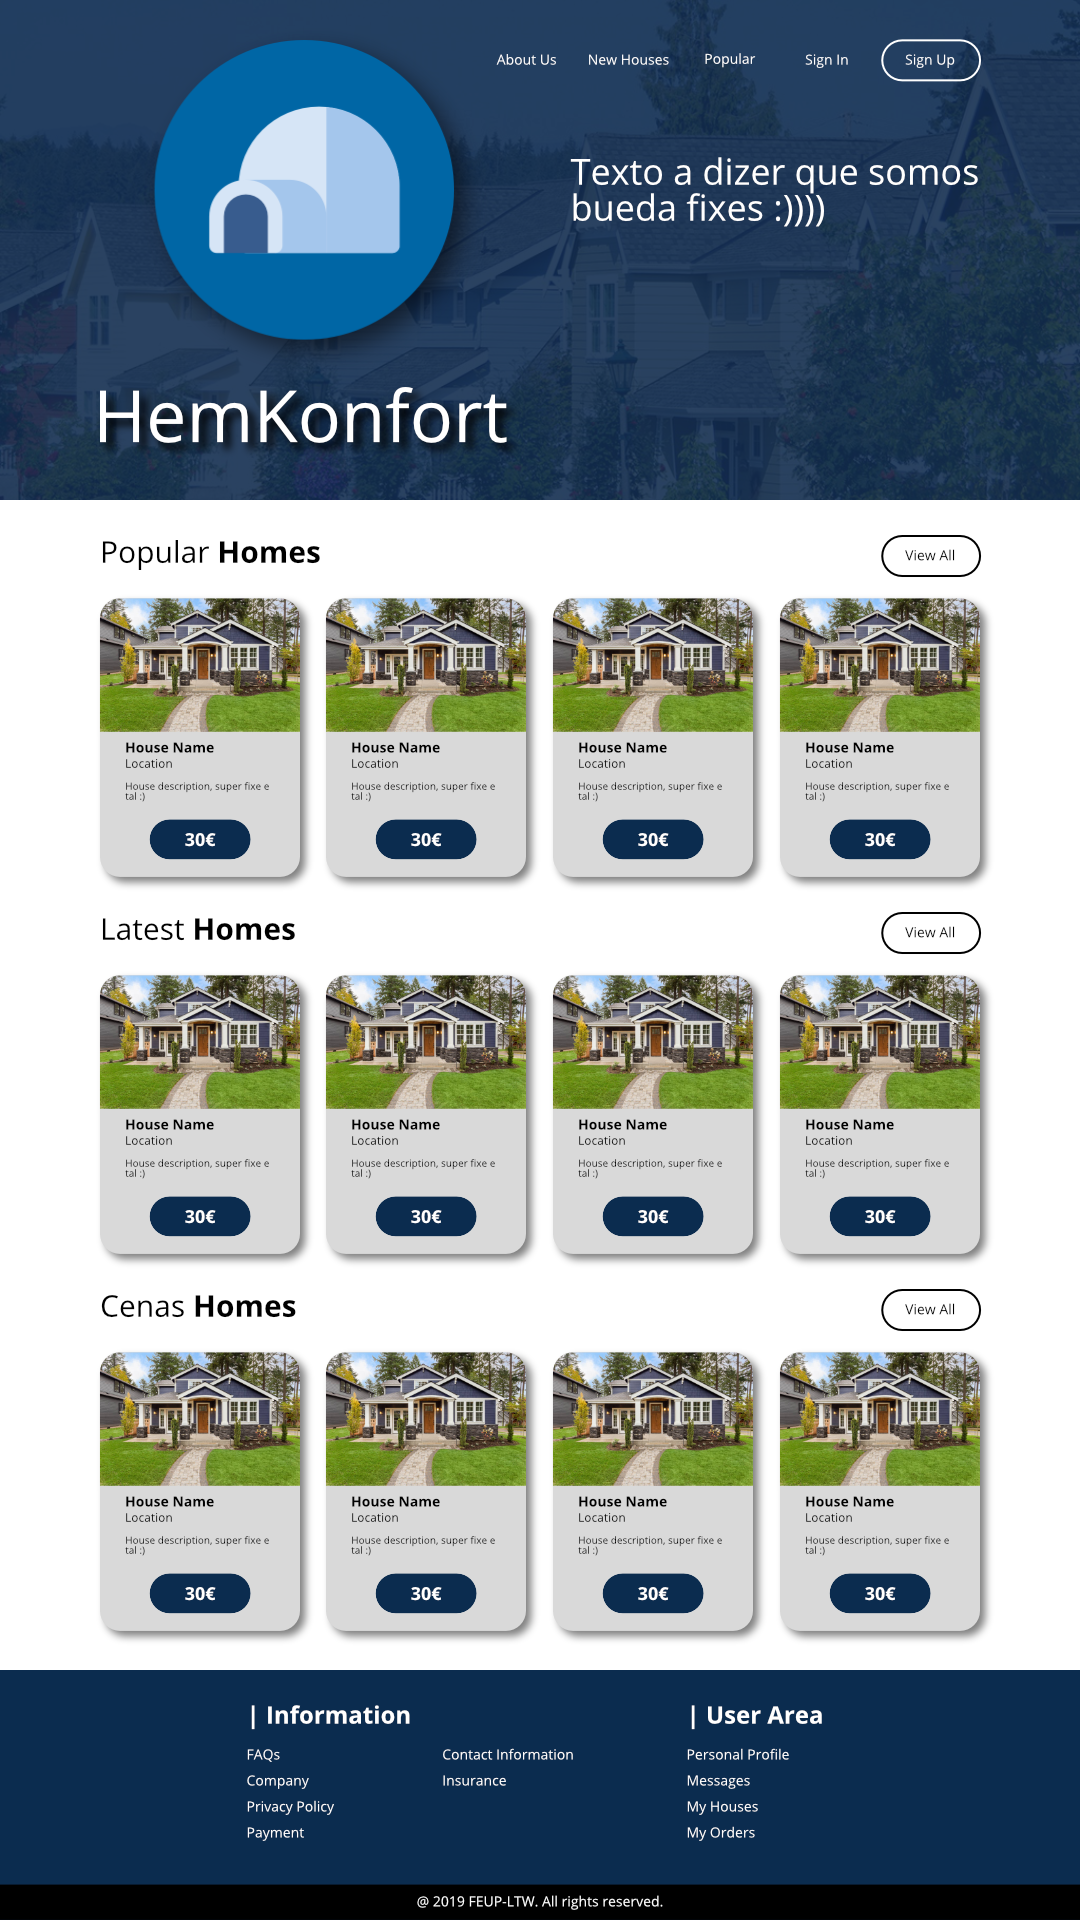 About Us
New Houses
Popular
Sign In
Sign Up
Texto a dizer que somos
bueda fixes :))))
HemKonfort
Popular Homes
View All
House Name
Location
House description, super fixe e
tal :)
30€
House Name
Location
House description, super fixe e
tal :)
30€
House Name
Location
House description, super fixe e
tal :)
30€
House Name
Location
House description, super fixe e
tal :)
30€
Latest Homes
View All
House Name
Location
House description, super fixe e
tal :)
30€
House Name
Location
House description, super fixe e
tal :)
30€
House Name
Location
House description, super fixe e
tal :)
30€
House Name
Location
House description, super fixe e
tal :)
30€
Cenas Homes
View All
House Name
Location
House description, super fixe e
tal :)
30€
House Name
Location
House description, super fixe e
tal :)
30€
House Name
Location
House description, super fixe e
tal :)
30€
House Name
Location
House description, super fixe e
tal :)
30€
| Information
FAQs
Company
Privacy Policy
Payment
Contact Information
Insurance
| User Area
Personal Profile
Messages
My Houses
My Orders
@ 2019 FEUP-LTW. All rights reserved.